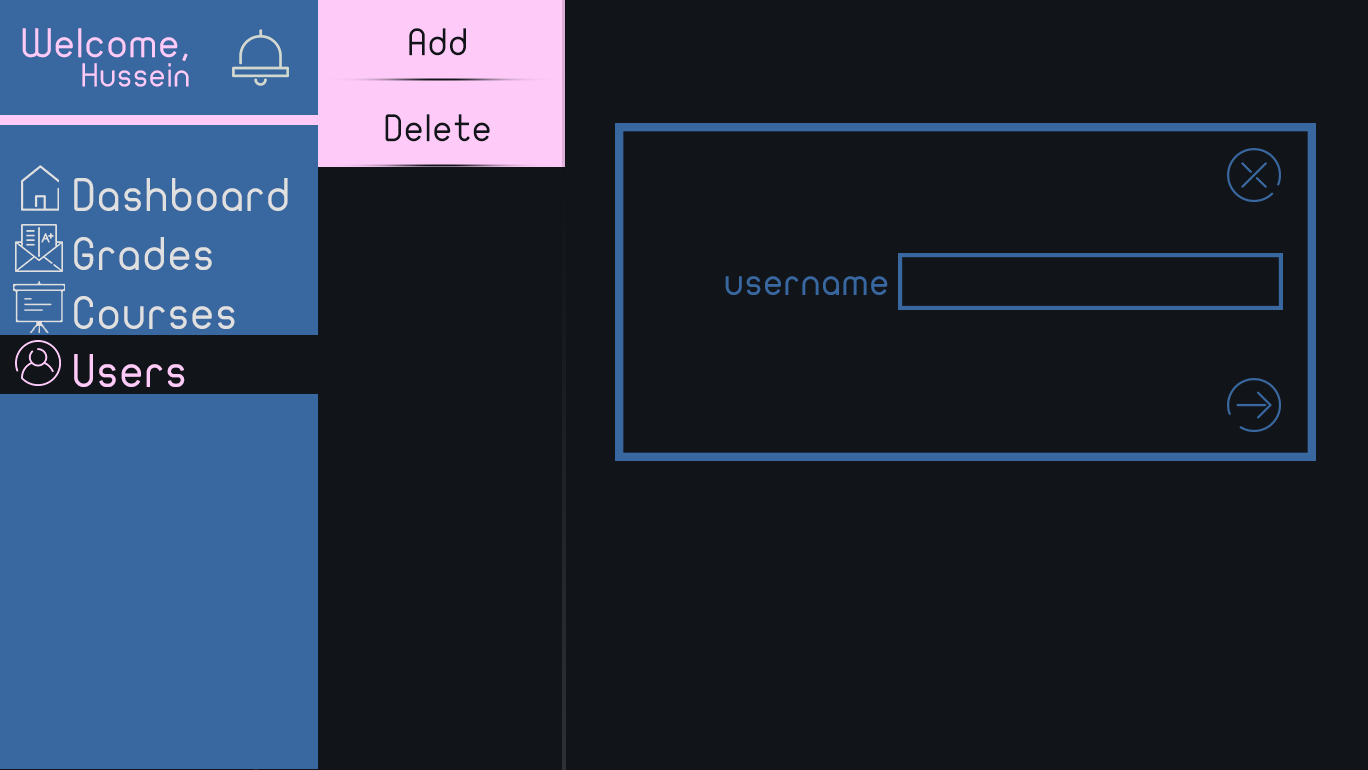 Welcome,
Hussein
Dashboard
A+
Grades
Courses
Users
Add
Delete
username